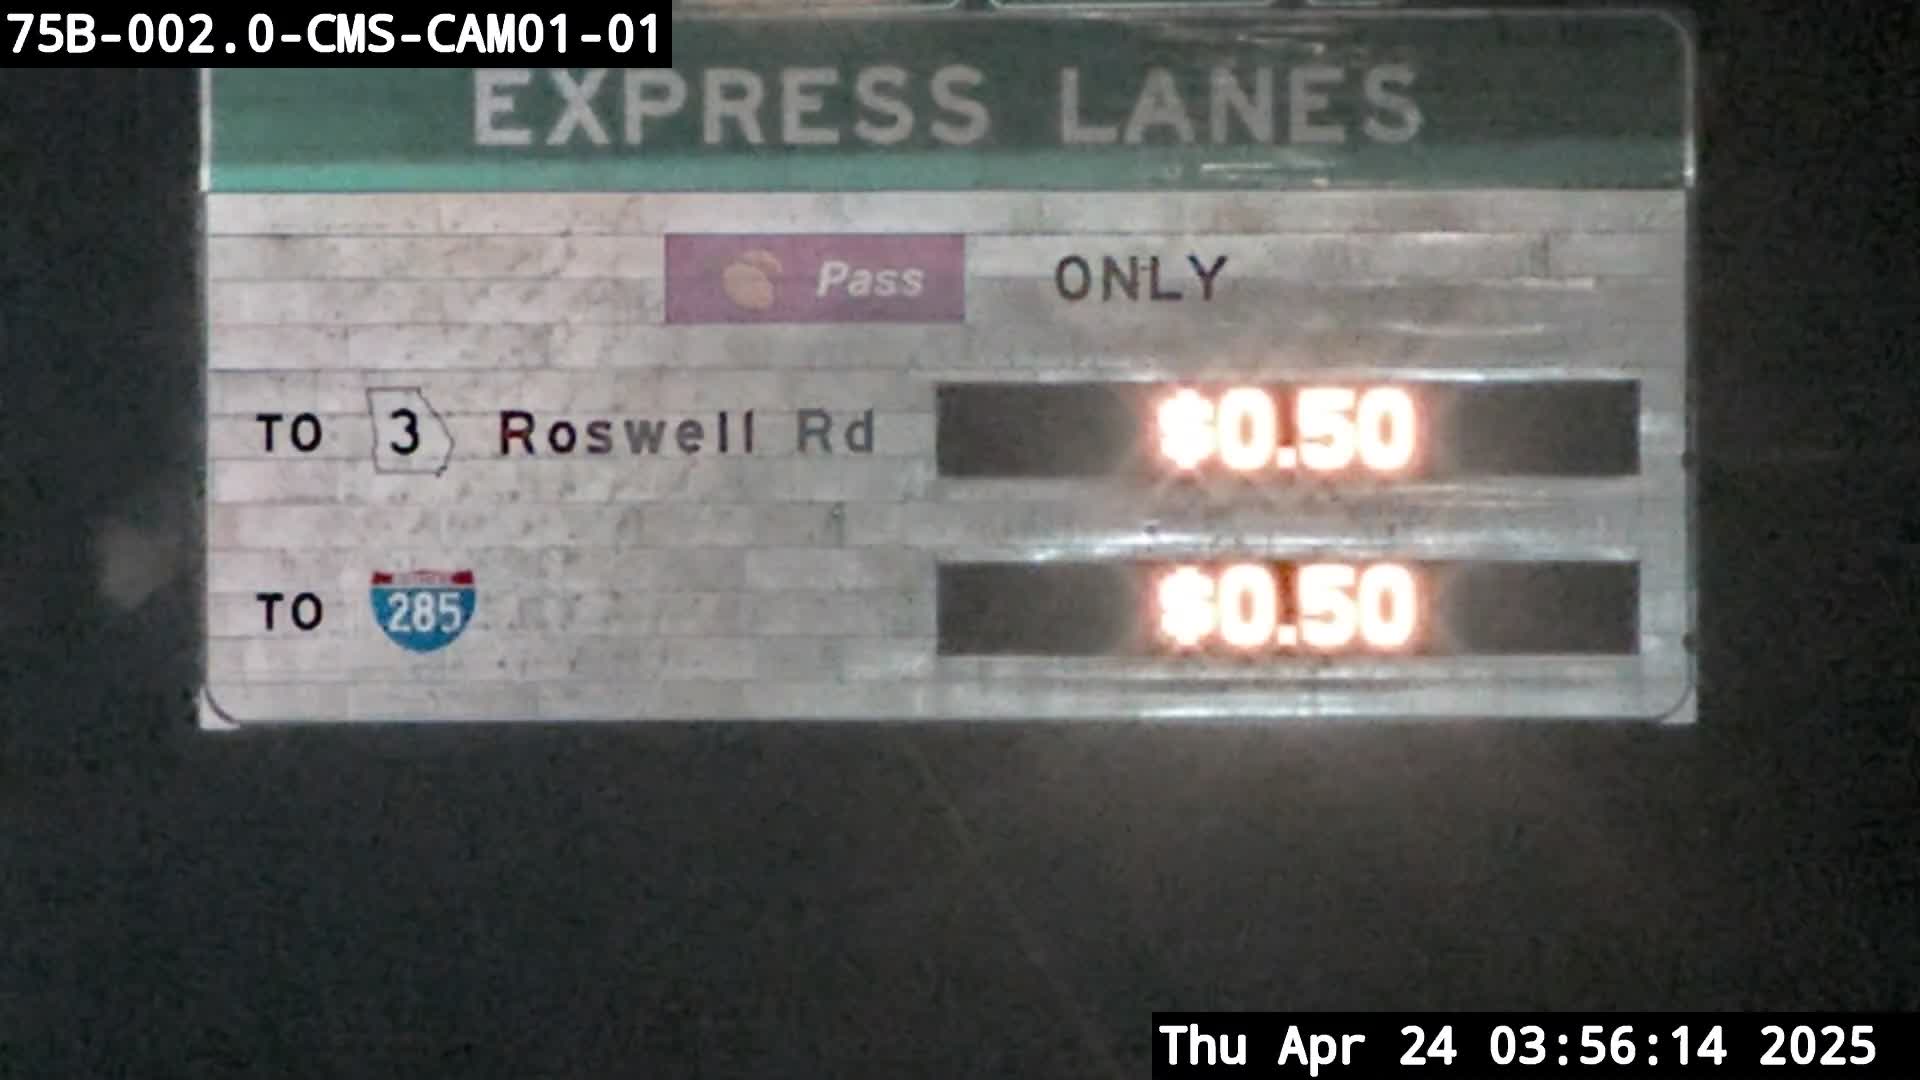 75B-002.0-CMS-CAM01-01
EXPRESS LANES
Pass ONLY
TO 3 Roswell Rd $0.50
TO 285 $0.50
Thu Apr 24 03:56:14 2025